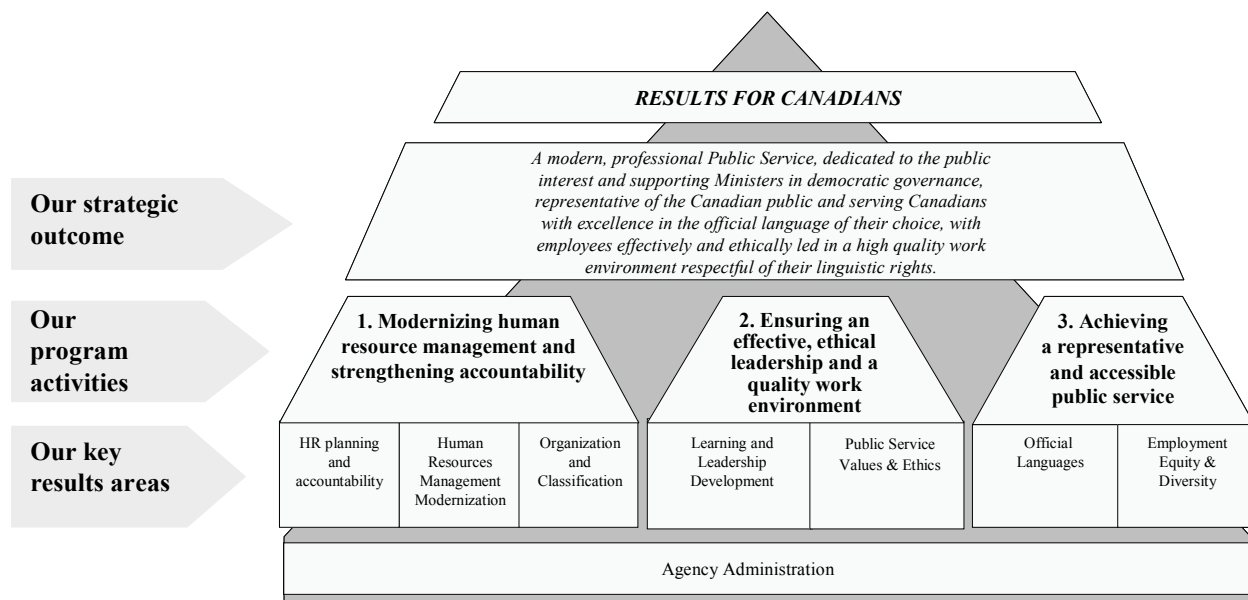 RESULTS FOR CANADIANS
A modern, professional Public Service, dedicated to the public
interest and supporting Ministers in democratic governance,
representative of the Canadian public and serving Canadians
with excellence in the official language of their choice, with
employees effectively and ethically led in a high quality work
environment respectful of their linguistic rights.
Our strategic
outcome
Our
program
activities
1. Modernizing human
resource management and
strengthening accountability
2. Ensuring an
effective, ethical
leadership and a
quality work
environment
3. Achieving
a representative
and accessible
public service
Our key
results areas
HR planning
and
accountability
Human
Resources
Management
Modernization
Organization
and
Classification
Learning and
Leadership
Development
Public Service
Values & Ethics
Official
Languages
Employment
Equity &
Diversity
Agency Administration